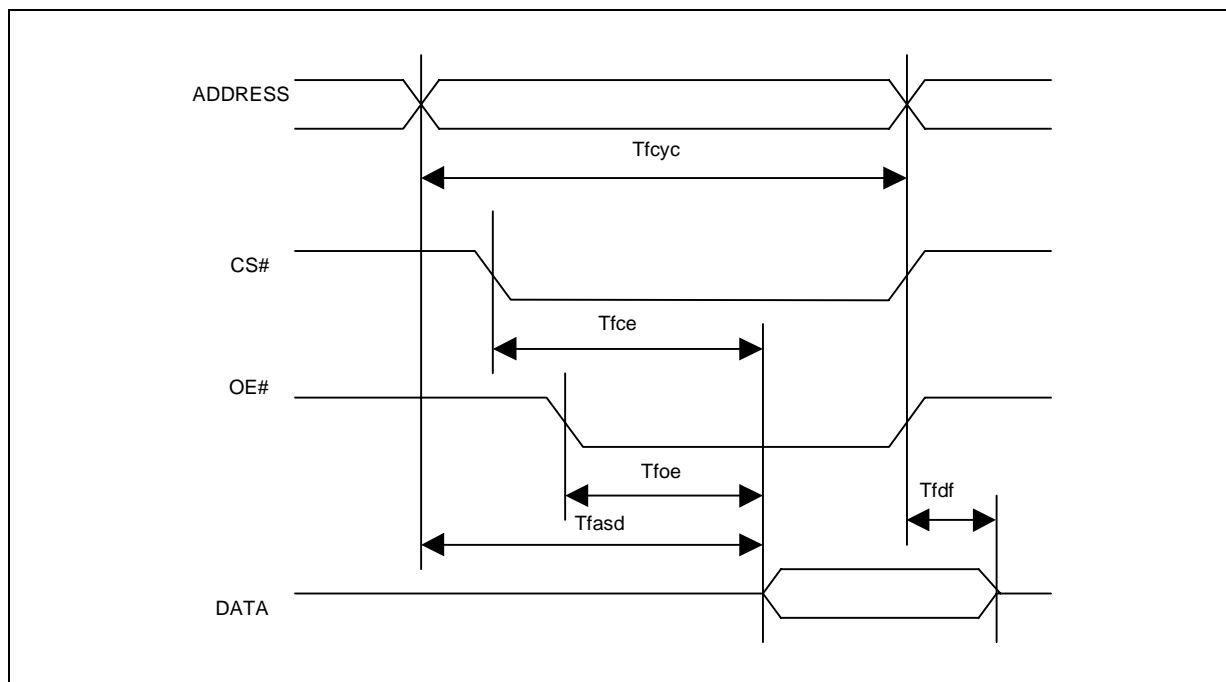 ADDRESS
Tfcyc
CS#
Tfce
OE#
Tfoe
Tfdf
Tfasd
DATA